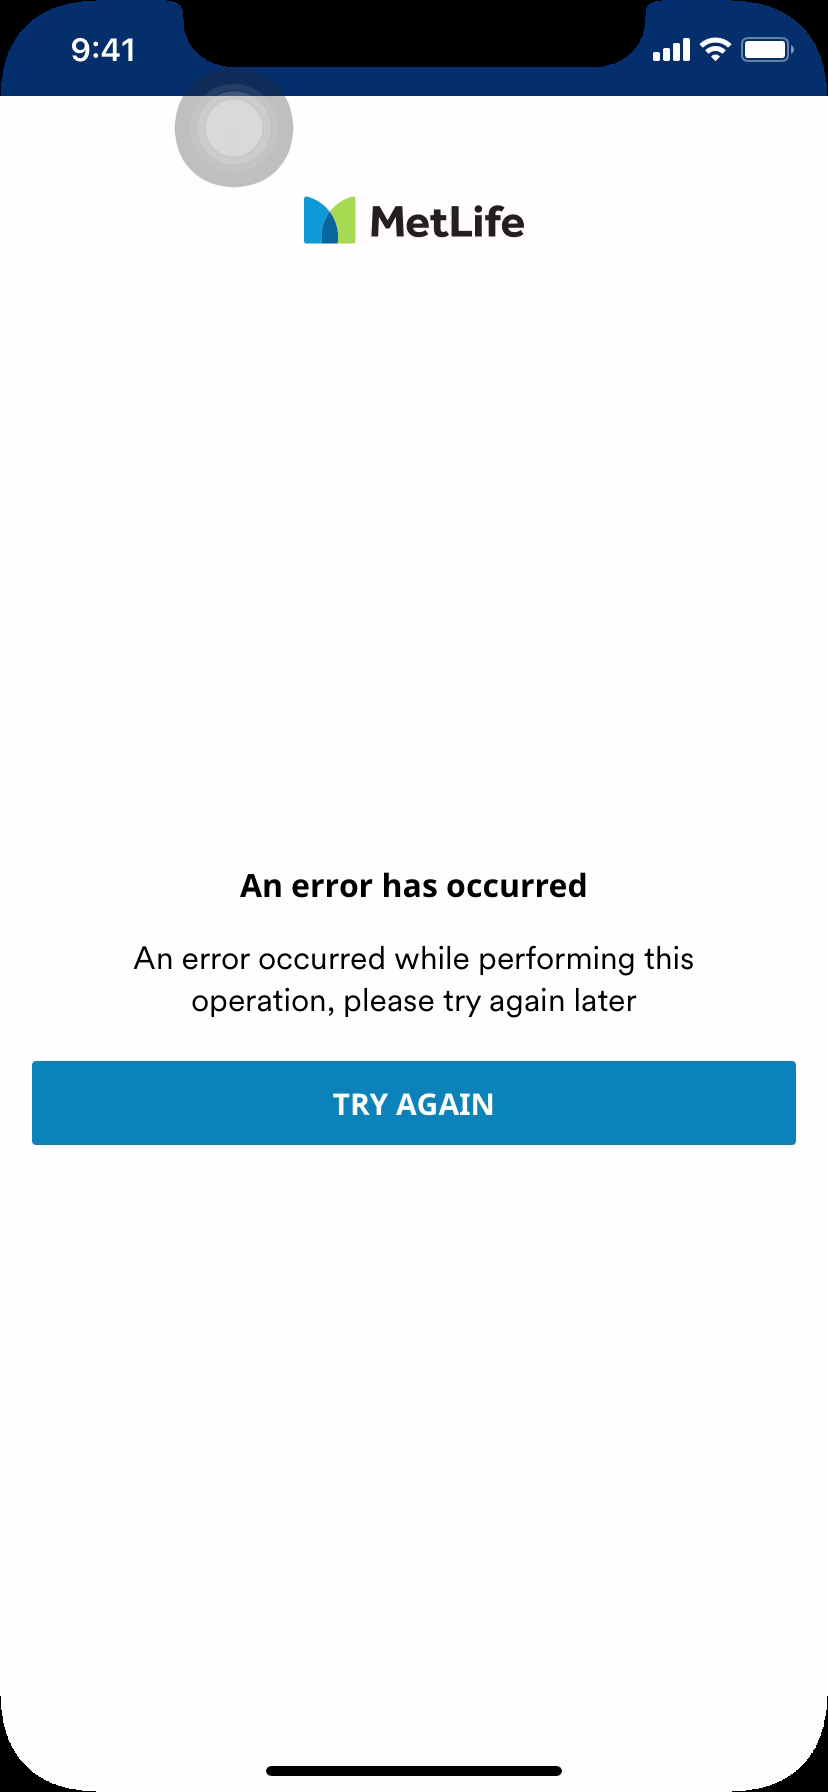 9:41
MetLife
An error has occurred
An error occurred while performing this
operation, please try again later
TRY AGAIN